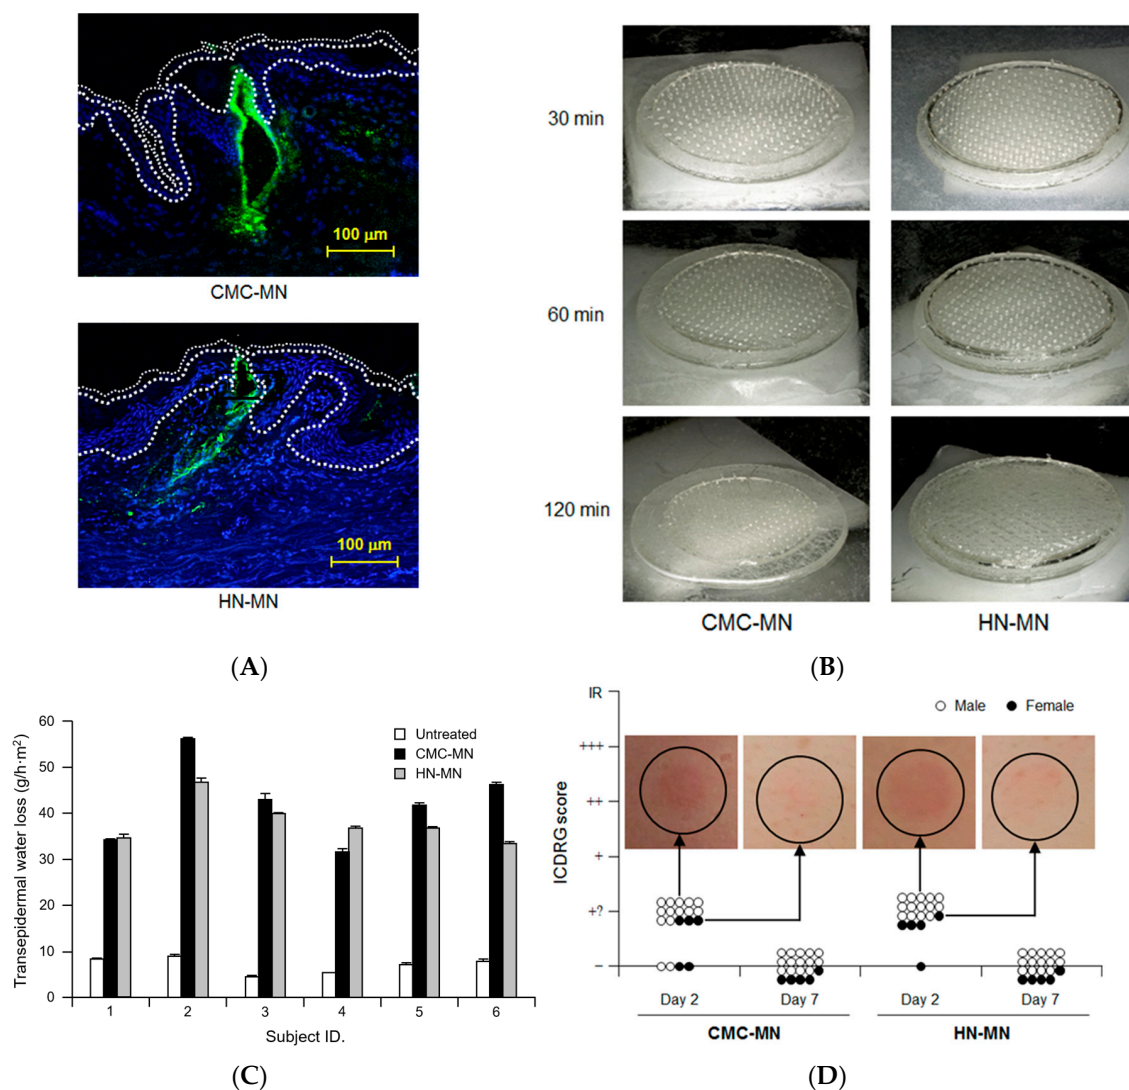 100 µm
CMC-MN
100 µm
HN-MN
(A)
30 min
60 min
120 min
CMC-MN
HN-MN
(B)
Transepidermal water loss (g/h·m²)
60
50
40
30
20
10
0
Untreated
CMC-MN
HN-MN
1 2 3 4 5 6
Subject ID.
(C)
ICDRG score
IR
+++
++
+
+?
–
Male
Female
Day 2 Day 7 Day 2 Day 7
CMC-MN HN-MN
(D)